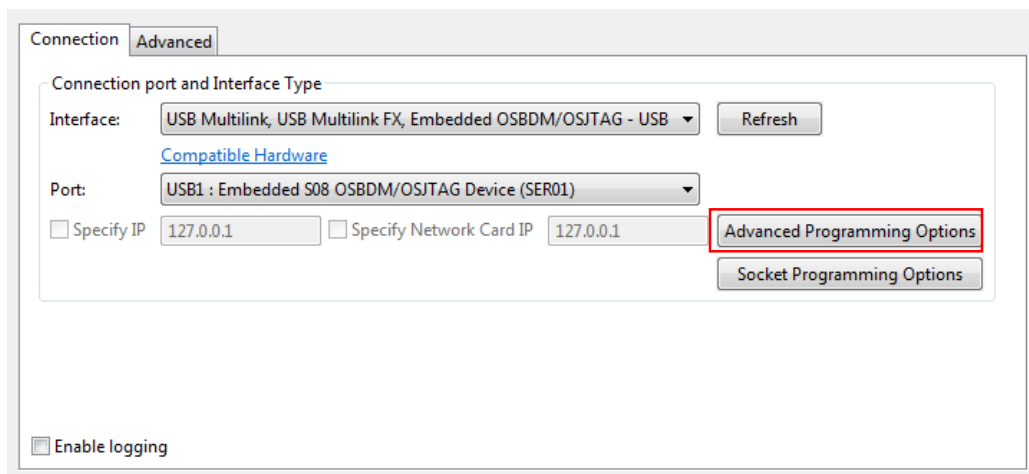 Connection Advanced
Connection port and Interface Type
Interface: USB Multilink, USB Multilink FX, Embedded OSBDM/OSJTAG - USB Refresh
Compatible Hardware
Port: USB1 : Embedded S08 OSBDM/OSJTAG Device (SER01)
Specify IP 127.0.0.1 Specify Network Card IP 127.0.0.1 Advanced Programming Options
Socket Programming Options
Enable logging